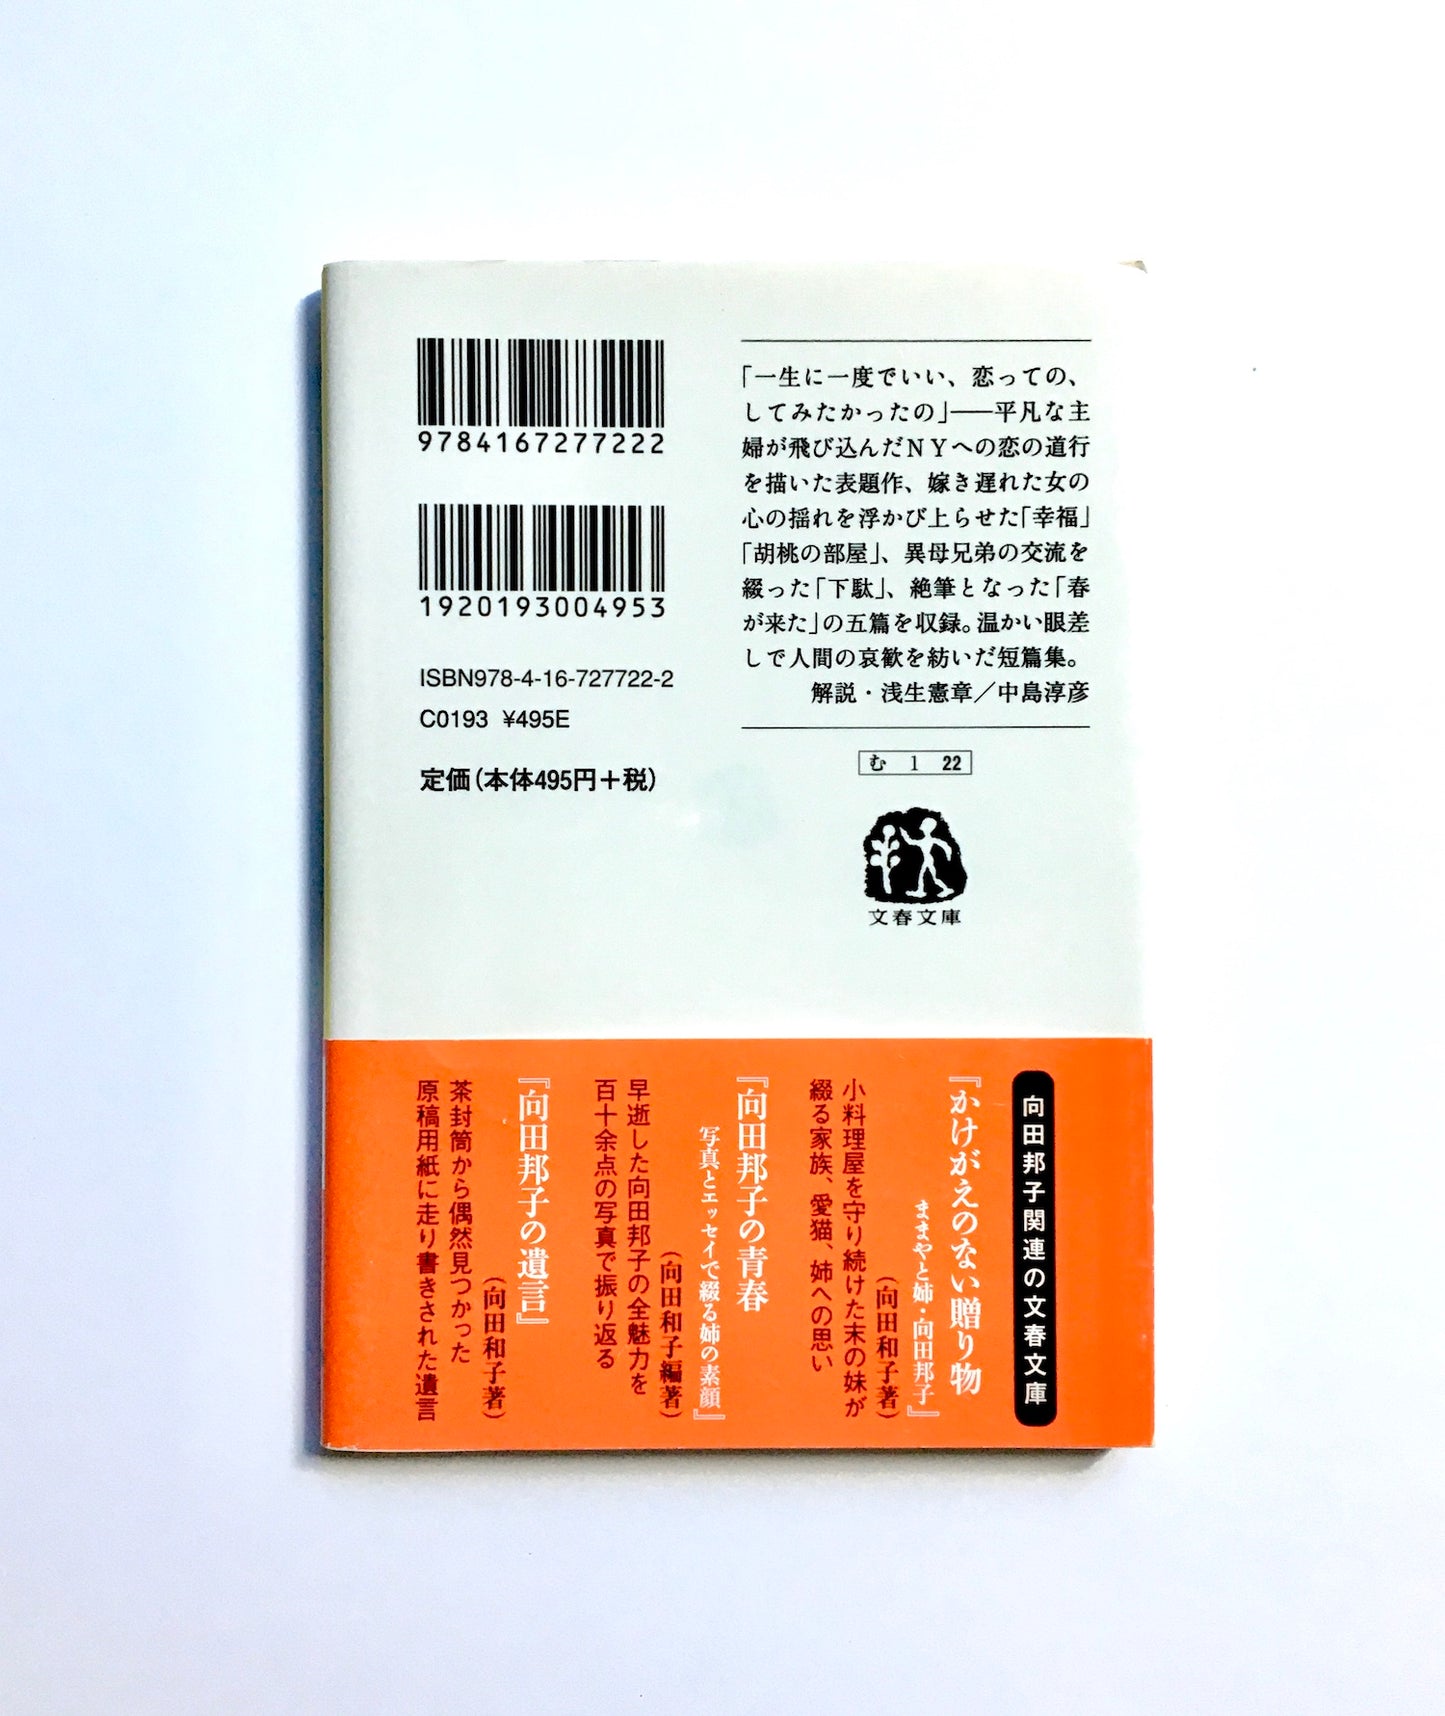 9784167277222
1920193004953
ISBN978-4-16-727722-2
C0193 ¥495E
定価(本体495円+税)
「一生に一度でいい、恋っての、
してみたかったの」──平凡な主
婦が飛び込んだNYへの恋の道行
を描いた表題作、嫁き遅れた女の
心の揺れを浮かび上らせた「幸福」
「胡桃の部屋」、異母兄弟の交流を
綴った「下駄」、絶筆となった「春
が来た」の五篇を収録。温かい眼差
しで人間の哀歓を紡いだ短篇集。
解説・浅生憲章/中島淳彦
む 1 22
文春文庫
向田邦子関連の文春文庫
『かけがえのない贈り物
ままやと姉・向田邦子』
(向田和子著)
小料理屋を守り続けた末の妹が
綴る家族、愛猫、姉への思い
『向田邦子の青春
写真とエッセイで綴る姉の素顔』
(向田和子編著)
早逝した向田邦子の全魅力を
百十余点の写真で振り返る
『向田邦子の遺言』
(向田和子著)
茶封筒から偶然見つかった
原稿用紙に走り書きされた遺言